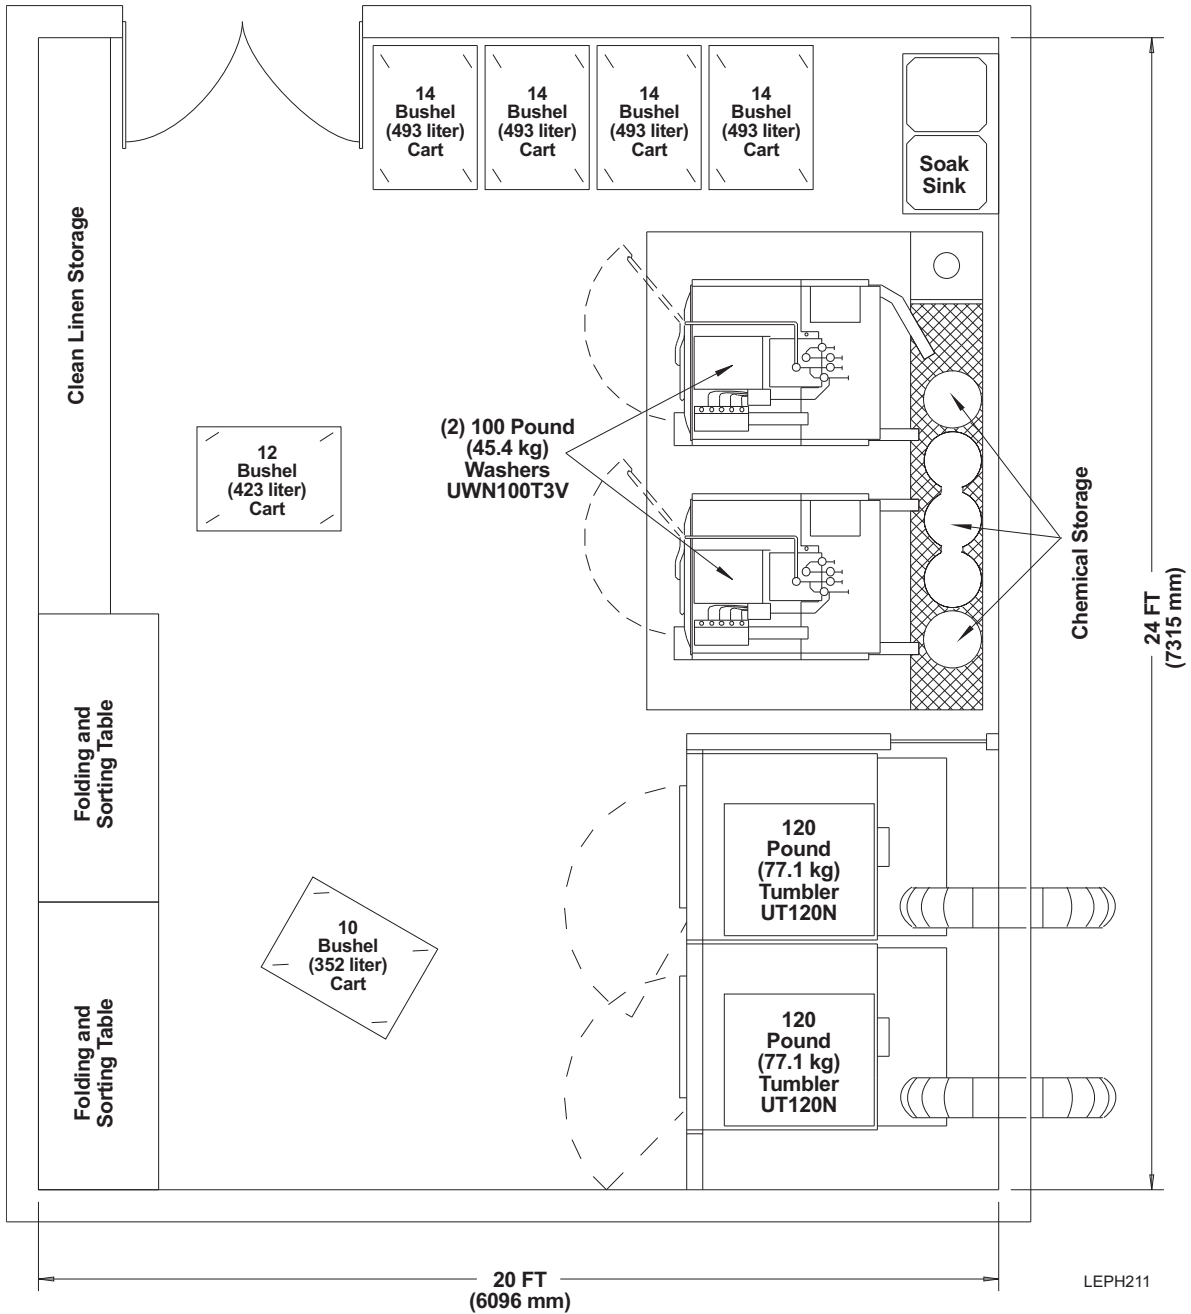 14
Bushel
(493 liter)
Cart
14
Bushel
(493 liter)
Cart
14
Bushel
(493 liter)
Cart
14
Bushel
(493 liter)
Cart
Soak
Sink
Clean Linen Storage
12
Bushel
(423 liter)
Cart
(2) 100 Pound
(45.4 kg)
Washers
UWN100T3V
Chemical Storage
24 FT
(7315 mm)
Folding and
Sorting Table
120
Pound
(77.1 kg)
Tumbler
UT120N
10
Bushel
(352 liter)
Cart
Folding and
Sorting Table
120
Pound
(77.1 kg)
Tumbler
UT120N
20 FT
(6096 mm)
LEPH211